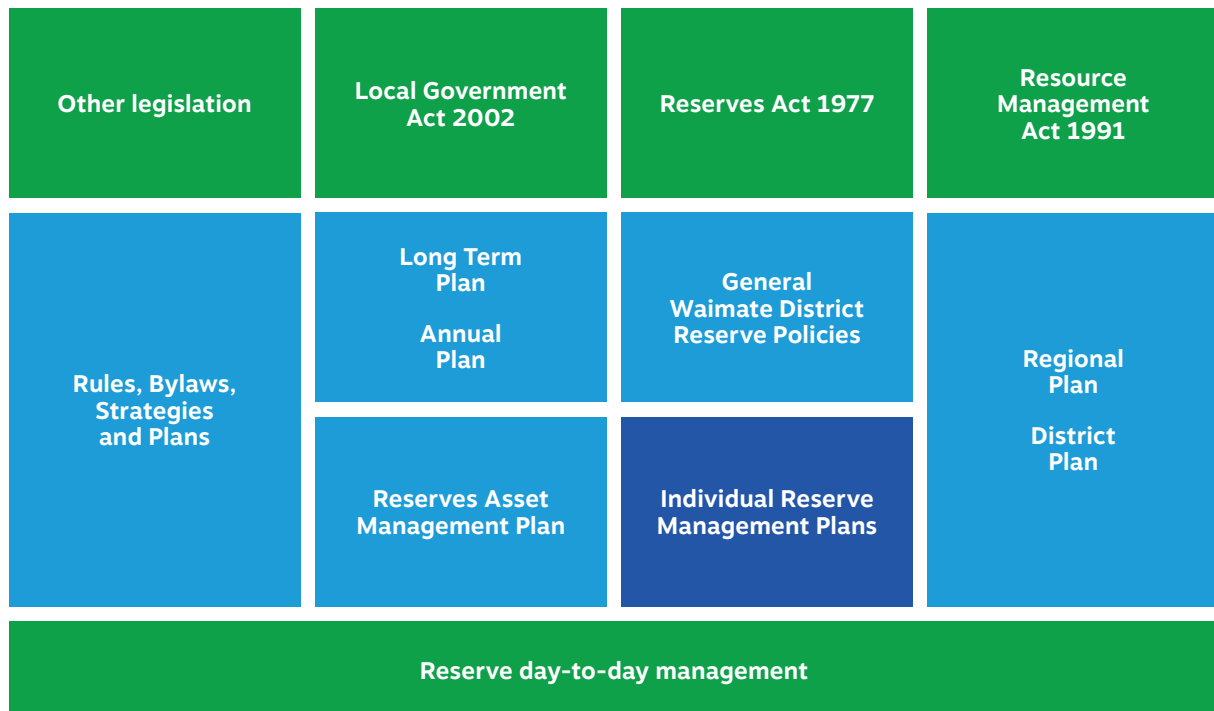 Other legislation
Local Government
Act 2002
Reserves Act 1977
Resource
Management
Act 1991
Rules, Bylaws,
Strategies
and Plans
Long Term
Plan
Annual
Plan
General
Waimate District
Reserve Policies
Regional
Plan
District
Plan
Reserves Asset
Management Plan
Individual Reserve
Management Plans
Reserve day-to-day management